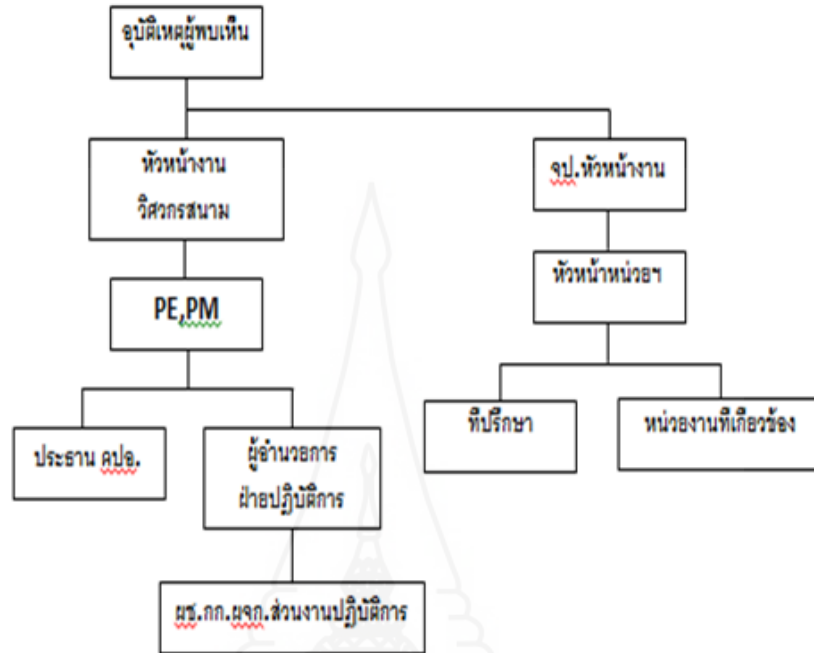 อุบัติเหตุผู้พบเห็น
หัวหน้างาน
วิศวกรสนาม
จป.หัวหน้างาน
PE,PM
หัวหน้าหน่วยฯ
ประธาน คปอ.
ผู้อำนวยการ
ฝ่ายปฏิบัติการ
ที่ปรึกษา
หน่วยงานที่เกี่ยวข้อง
ผช.กก.ผจก.ส่วนงานปฏิบัติการ